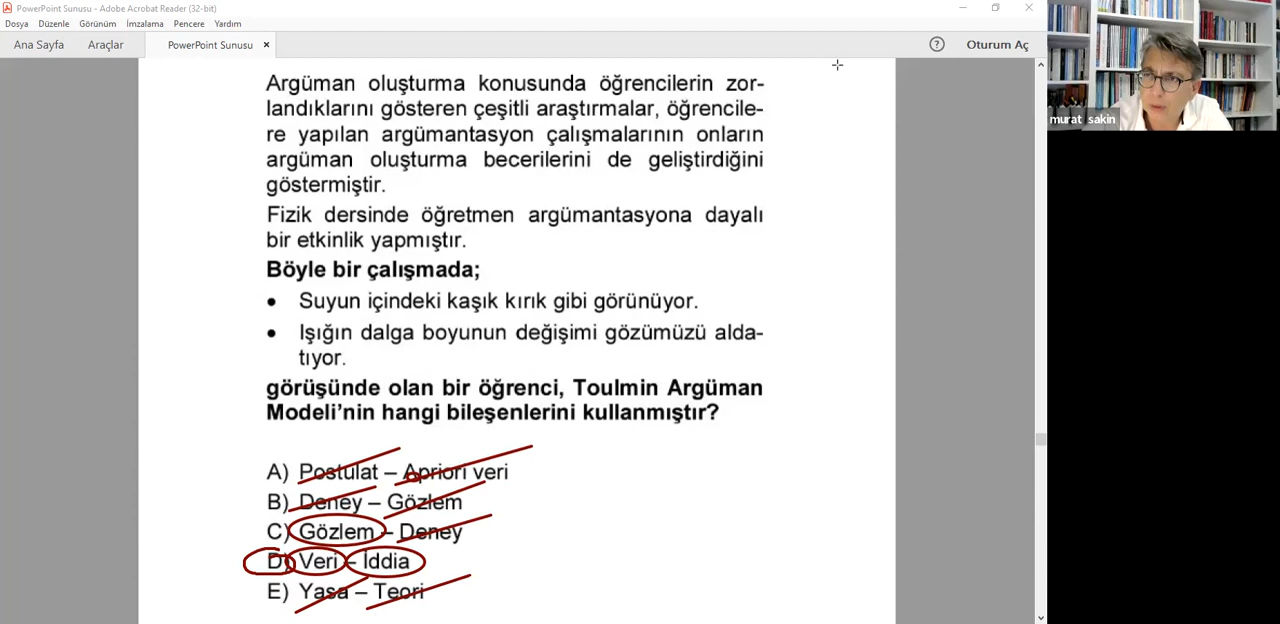 PowerPoint Sunusu - Adobe Acrobat Reader (32-bit)
Dosya Düzenle Görünüm İmzalama Pencere Yardım
Ana Sayfa Araçlar PowerPoint Sunusu × ? Oturum Aç
murat sakin
Argüman oluşturma konusunda öğrencilerin zor-
landıklarını gösteren çeşitli araştırmalar, öğrencile-
re yapılan argümantasyon çalışmalarının onların
argüman oluşturma becerilerini de geliştirdiğini
göstermiştir.
Fizik dersinde öğretmen argümantasyona dayalı
bir etkinlik yapmıştır.
Böyle bir çalışmada;
• Suyun içindeki kaşık kırık gibi görünüyor.
• Işığın dalga boyunun değişimi gözümüzü alda-
tıyor.
görüşünde olan bir öğrenci, Toulmin Argüman
Modeli’nin hangi bileşenlerini kullanmıştır?
A) Postulat – Apriori veri
B) Deney – Gözlem
C) Gözlem – Deney
D) Veri – İddia
E) Yasa – Teori